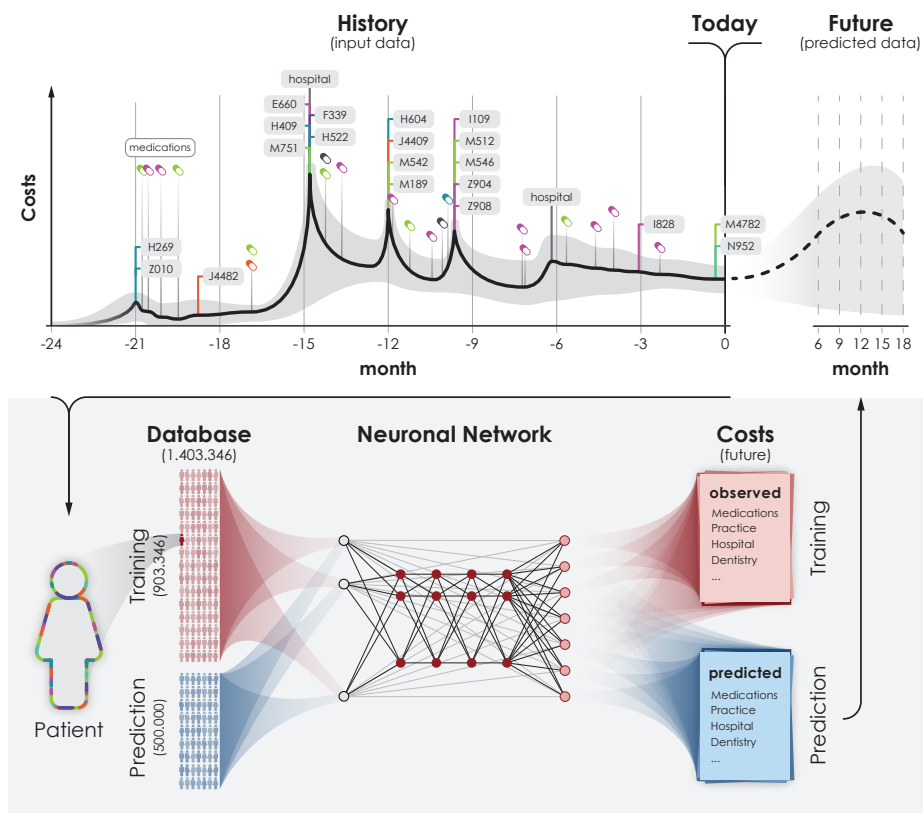 History
(input data)
Today
Future
(predicted data)
Costs
hospital
E660
F339
H409
H522
M751
medications
H269
Z010
J4482
H604
J4409
M542
M189
I109
M512
M546
Z904
Z908
hospital
I828
M4782
N952
-24
-21
-18
-15
-12
-9
-6
-3
0
6
9
12
15
18
month
month
Database
(1.403.346)
Neuronal Network
Costs
(future)
Training
(903.346)
Prediction
(500.000)
Patient
observed
Medications
Practice
Hospital
Dentistry
...
Training
predicted
Medications
Practice
Hospital
Dentistry
...
Prediction